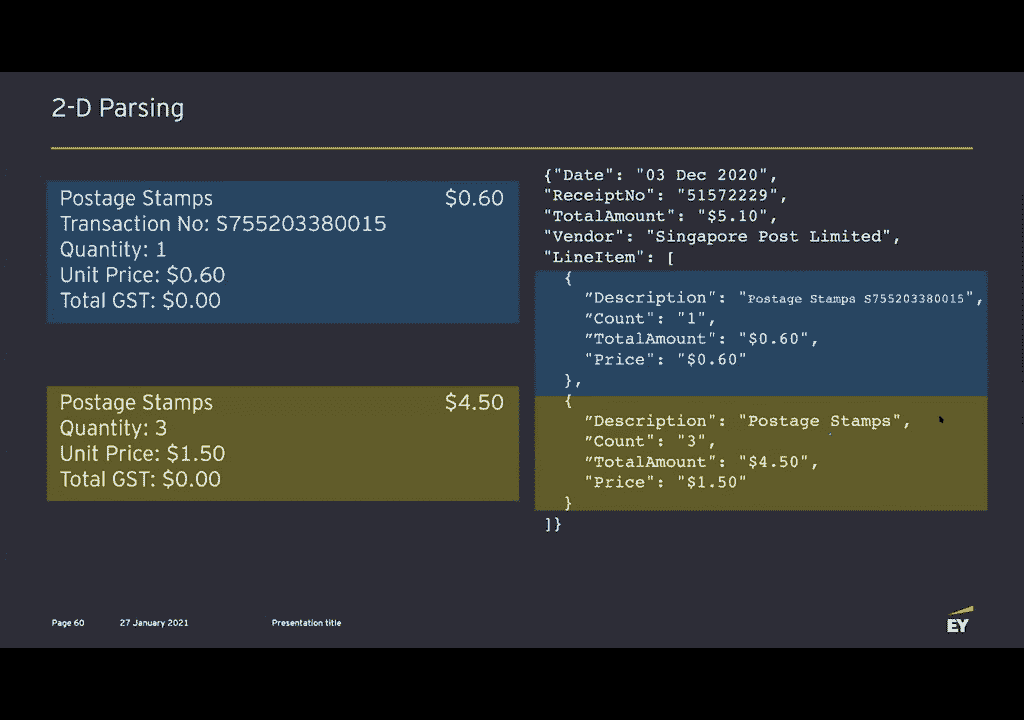 2-D Parsing
Postage Stamps $0.60
Transaction No: S755203380015
Quantity: 1
Unit Price: $0.60
Total GST: $0.00
Postage Stamps $4.50
Quantity: 3
Unit Price: $1.50
Total GST: $0.00
{"Date": "03 Dec 2020",
"ReceiptNo": "51572229",
"TotalAmount": "$5.10",
"Vendor": "Singapore Post Limited",
"LineItem": [
{
"Description": "Postage Stamps S755203380015",
"Count": "1",
"TotalAmount": "$0.60",
"Price": "$0.60"
},
{
"Description": "Postage Stamps",
"Count": "3",
"TotalAmount": "$4.50",
"Price": "$1.50"
}
]}
Page 60 27 January 2021 Presentation title
EY